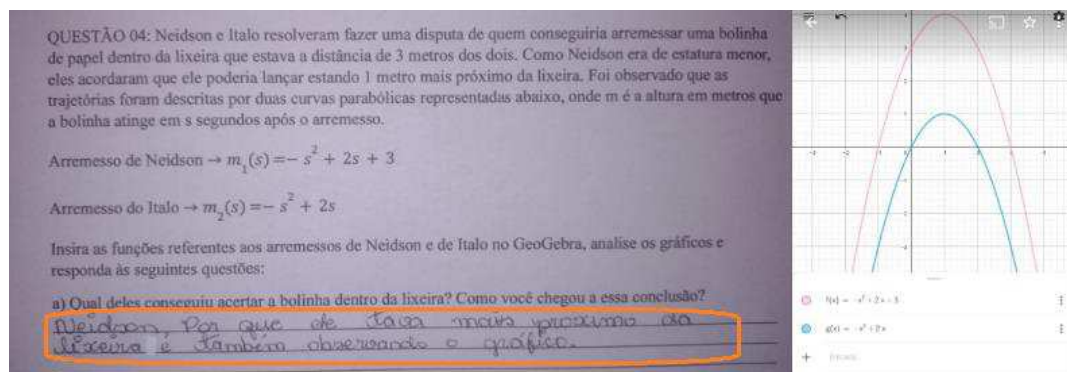 QUESTÃO 04: Neidson e Italo resolveram fazer uma disputa de quem conseguiria arremessar uma bolinha
de papel dentro da lixeira que estava a distância de 3 metros dos dois. Como Neidson era de estatura menor,
eles acordaram que ele poderia lançar estando 1 metro mais próximo da lixeira. Foi observado que as
trajetórias foram descritas por duas curvas parabólicas representadas abaixo, onde m é a altura em metros que
a bolinha atinge em s segundos após o arremesso.
Arremesso de Neidson → m₁(s) = − s² + 2s + 3
Arremesso do Italo → m₂(s) = − s² + 2s
Insira as funções referentes aos arremessos de Neidson e de Italo no GeoGebra, analise os gráficos e
responda às seguintes questões:
a) Qual deles conseguiu acertar a bolinha dentro da lixeira? Como você chegou a essa conclusão?
Neidson, Por que ele tava mais proximo da
lixeira é também observando o gráfico.
g(x) = -x² + 2x